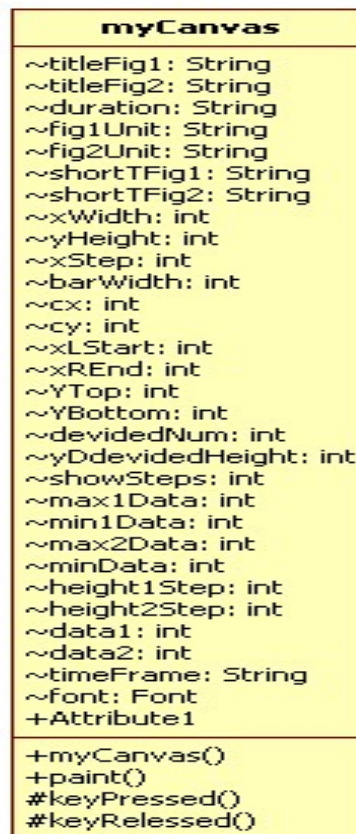 myCanvas
~titleFig1: String
~titleFig2: String
~duration: String
~fig1Unit: String
~fig2Unit: String
~shortTFig1: String
~shortTFig2: String
~xWidth: int
~yHeight: int
~xStep: int
~barWidth: int
~cx: int
~cy: int
~xLStart: int
~xREnd: int
~YTop: int
~YBottom: int
~devidedNum: int
~yDdevidedHeight: int
~showSteps: int
~max1Data: int
~min1Data: int
~max2Data: int
~minData: int
~height1Step: int
~height2Step: int
~data1: int
~data2: int
~timeFrame: String
~font: Font
+Attribute1
+myCanvas()
+paint()
#keyPressed()
#keyRelessed()